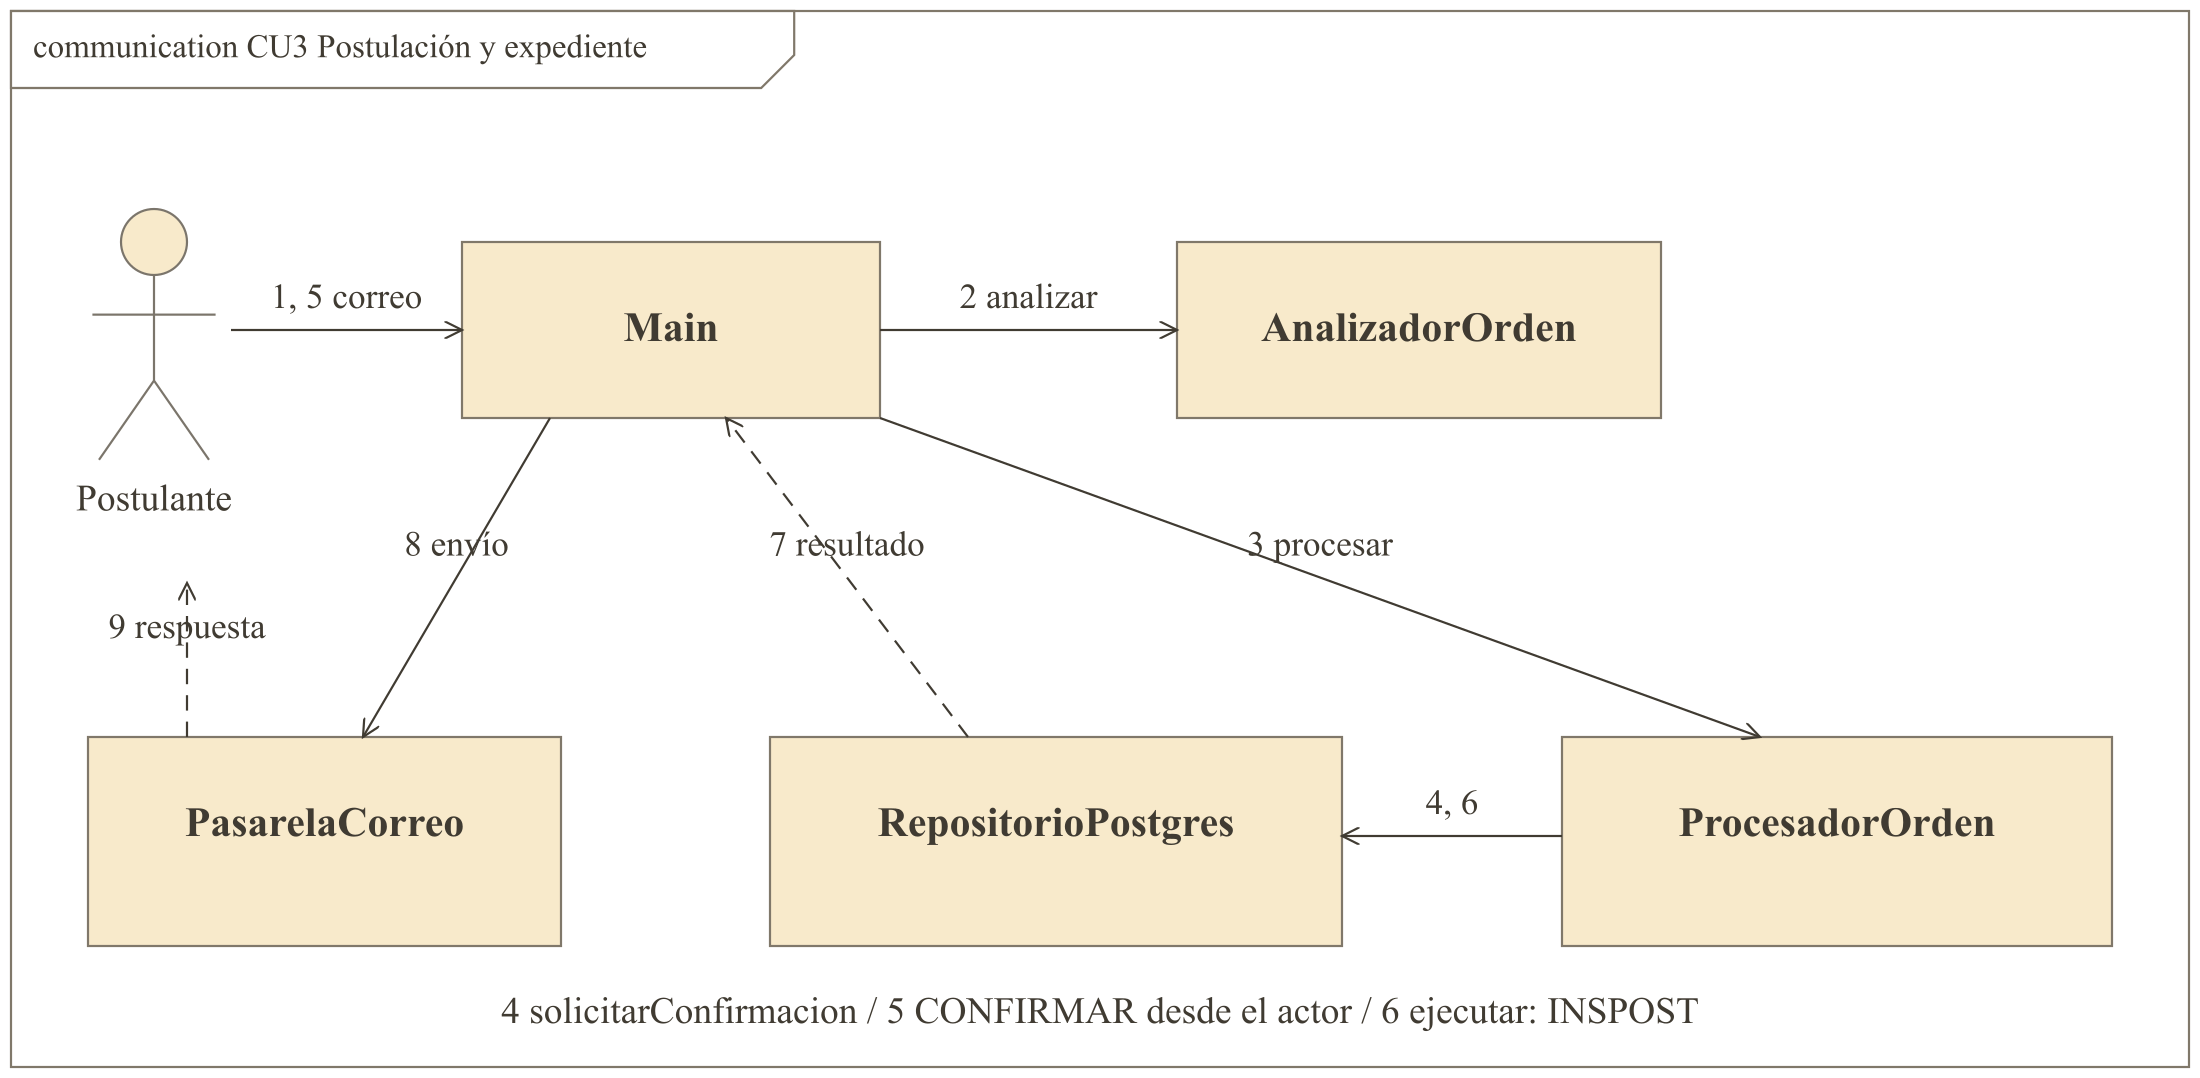 communication CU3 Postulación y expediente
1, 5 correo
Main
2 analizar
AnalizadorOrden
Postulante
8 envío
7 resultado
3 procesar
9 respuesta
PasarelaCorreo
RepositorioPostgres
4, 6
ProcesadorOrden
4 solicitarConfirmacion / 5 CONFIRMAR desde el actor / 6 ejecutar: INSPOST